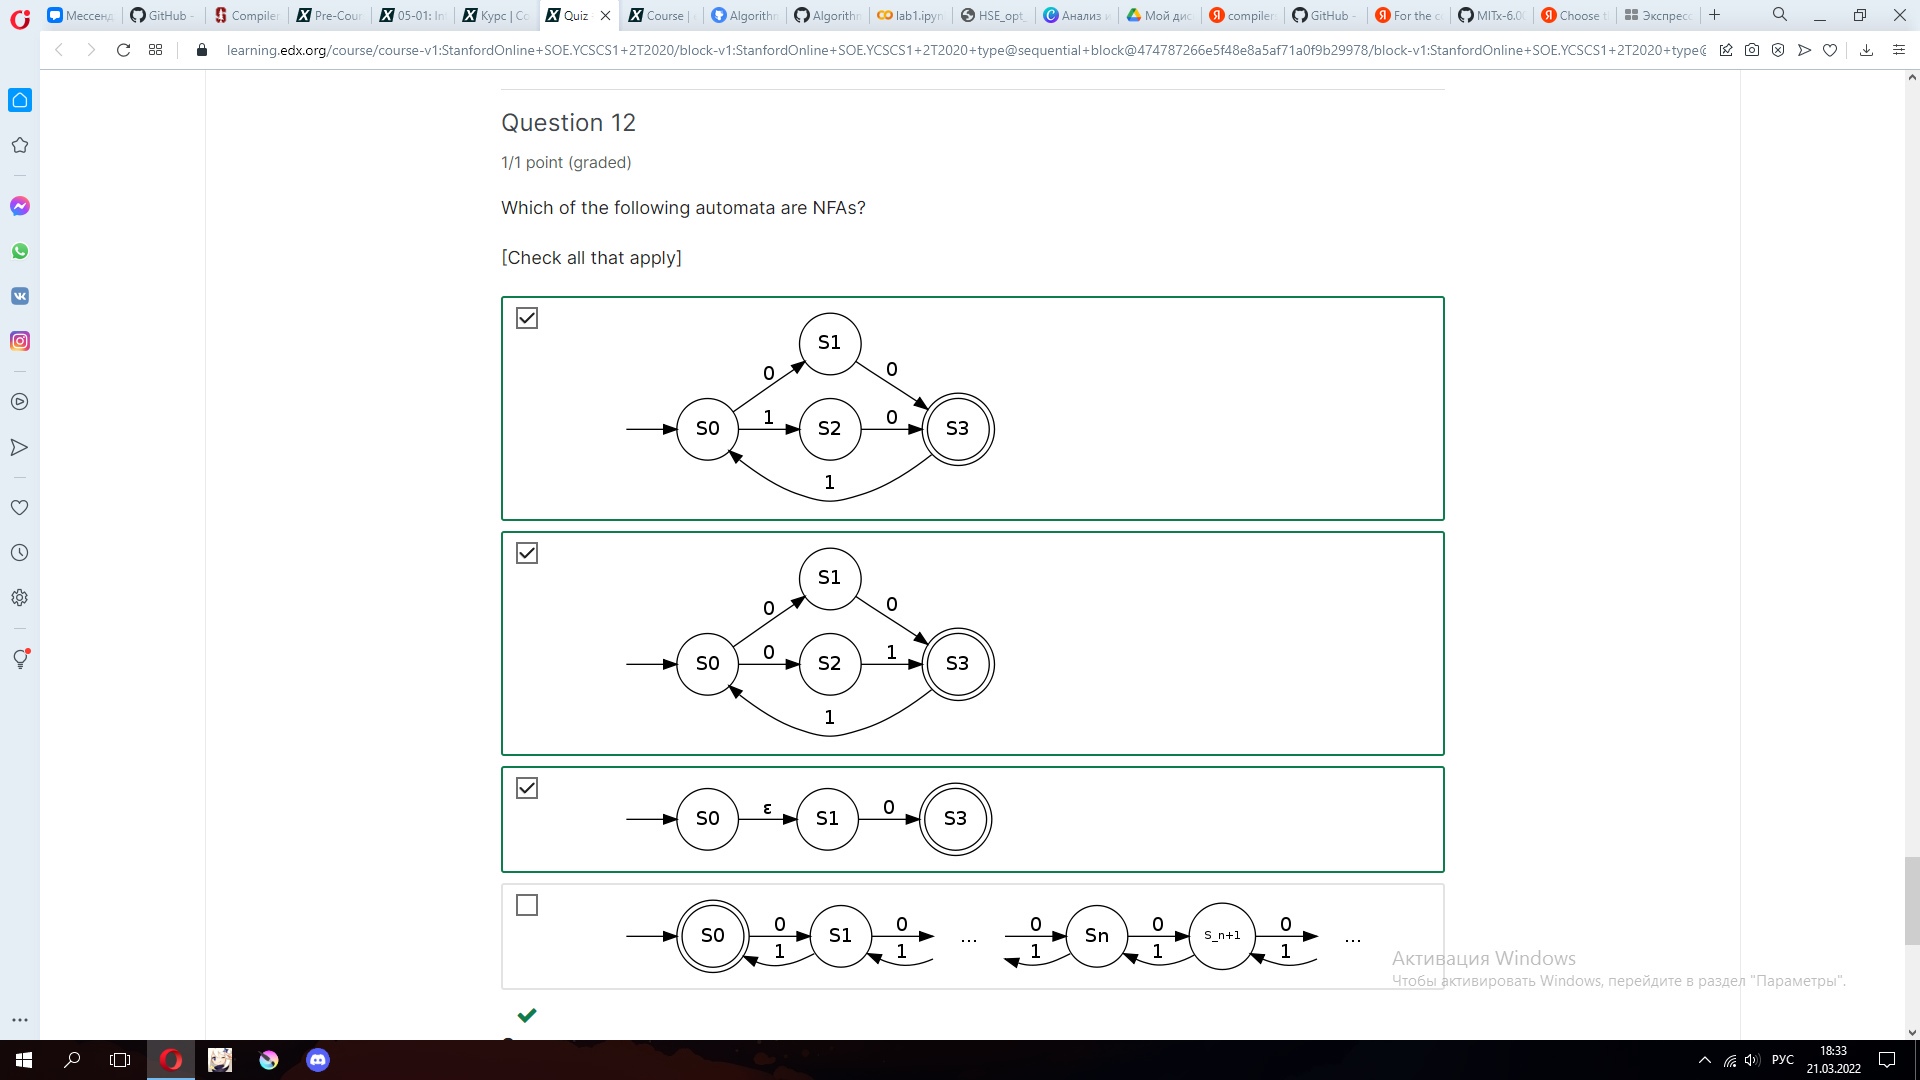 Мессенд
GitHub -
Compiler
Pre-Cour
05-01: In
Курс | Co
Quiz
Course |
Algorithm
Algorithm
lab1.ipyn
HSE_opt_
Анализ и
Мой дис
compiler
GitHub -
For the c
MITx-6.00
Choose t
Экспресс
learning.edx.org/course/course-v1:StanfordOnline+SOE.YCSCS1+2T2020/block-v1:StanfordOnline+SOE.YCSCS1+2T2020+type@sequential+block@474787266e5f48e8a5af71a0f9b29978/block-v1:StanfordOnline+SOE.YCSCS1+2T2020+type@
Question 12
1/1 point (graded)
Which of the following automata are NFAs?
[Check all that apply]
S1
0 0
S0 1 S2 0 S3
1
S1
0 0
S0 0 S2 1 S3
1
S0 ε S1 0 S3
S0 0 S1 0 ... 0 Sn 0 S_n+1 0 ...
1 1 1 1 1
Активация Windows
Чтобы активировать Windows, перейдите в раздел "Параметры".
РУС
18:33
21.03.2022